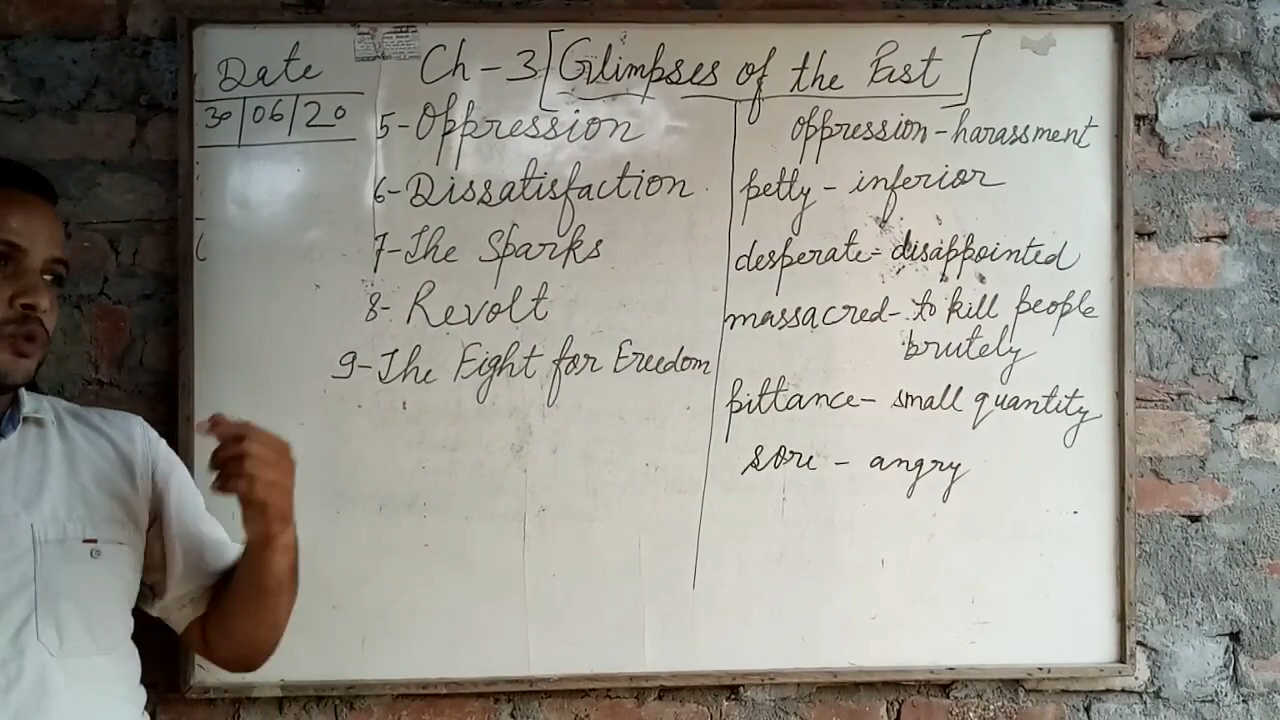 Date
30 | 06 | 20
Ch - 3 [Glimpses of the Past]
5 - Oppression
6 - Dissatisfaction
7 - The Sparks
8 - Revolt
9 - The Fight for Freedom
oppression - harassment
petty - inferior
desperate - disappointed
massacred - to kill people
brutely
pittance - small quantity
sore - angry